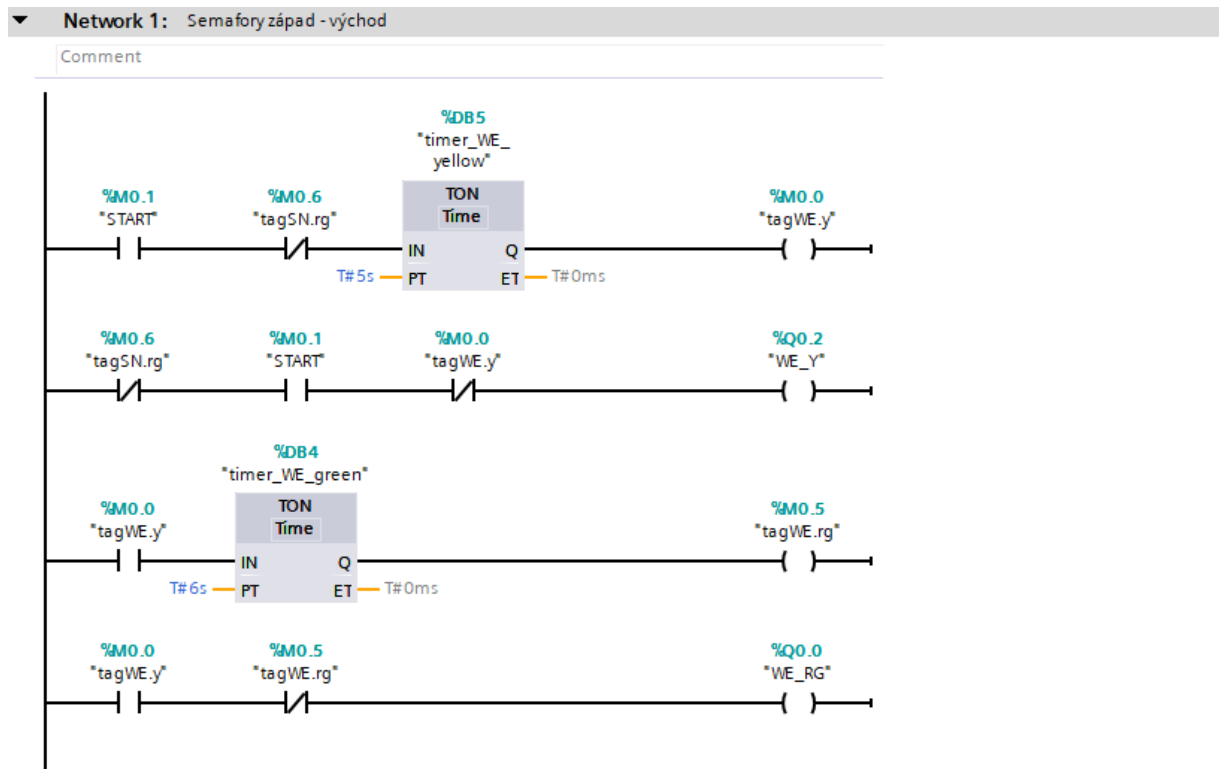 Network 1: Semafory západ - východ
Comment
%DB5
"timer_WE_
yellow"
%M0.1 %M0.6 TON %M0.0
"START" "tagSN.rg" Time "tagWE.y"
IN Q
T#5s PT ET T#0ms
%M0.6 %M0.1 %M0.0 %Q0.2
"tagSN.rg" "START" "tagWE.y" "WE_Y"
%DB4
"timer_WE_green"
%M0.0 TON %M0.5
"tagWE.y" Time "tagWE.rg"
IN Q
T#6s PT ET T#0ms
%M0.0 %M0.5 %Q0.0
"tagWE.y" "tagWE.rg" "WE_RG"